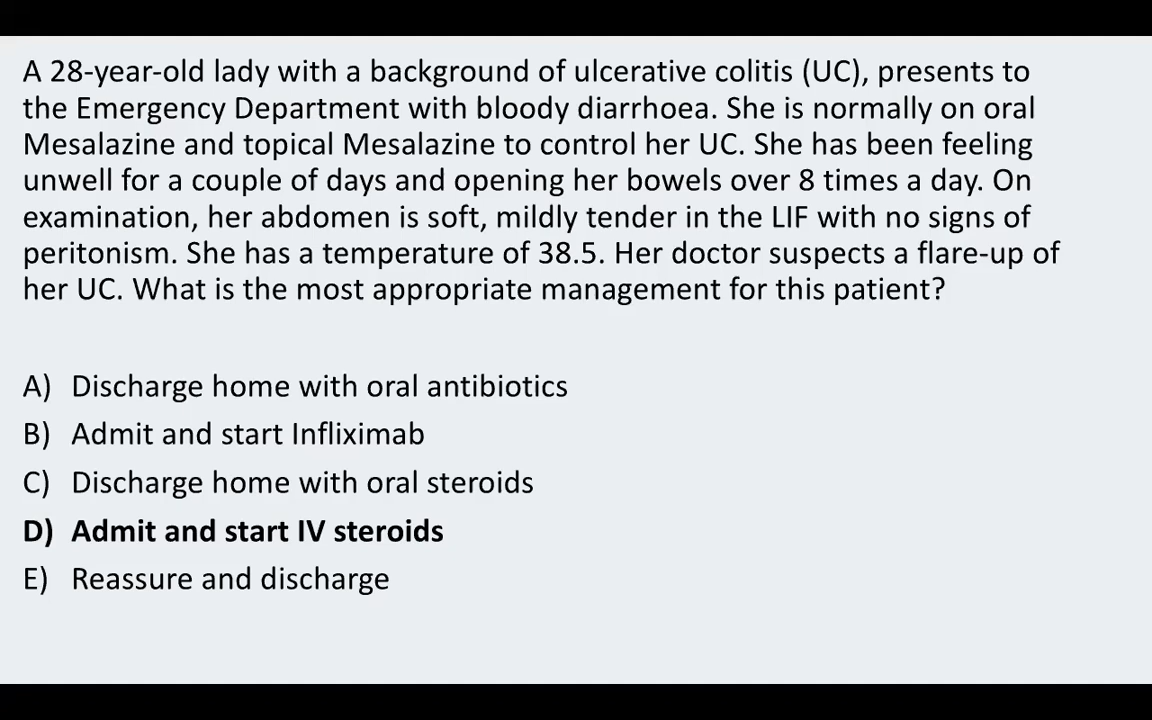 A 28-year-old lady with a background of ulcerative colitis (UC), presents to
the Emergency Department with bloody diarrhoea. She is normally on oral
Mesalazine and topical Mesalazine to control her UC. She has been feeling
unwell for a couple of days and opening her bowels over 8 times a day. On
examination, her abdomen is soft, mildly tender in the LIF with no signs of
peritonism. She has a temperature of 38.5. Her doctor suspects a flare-up of
her UC. What is the most appropriate management for this patient?
A) Discharge home with oral antibiotics
B) Admit and start Infliximab
C) Discharge home with oral steroids
D) Admit and start IV steroids
E) Reassure and discharge